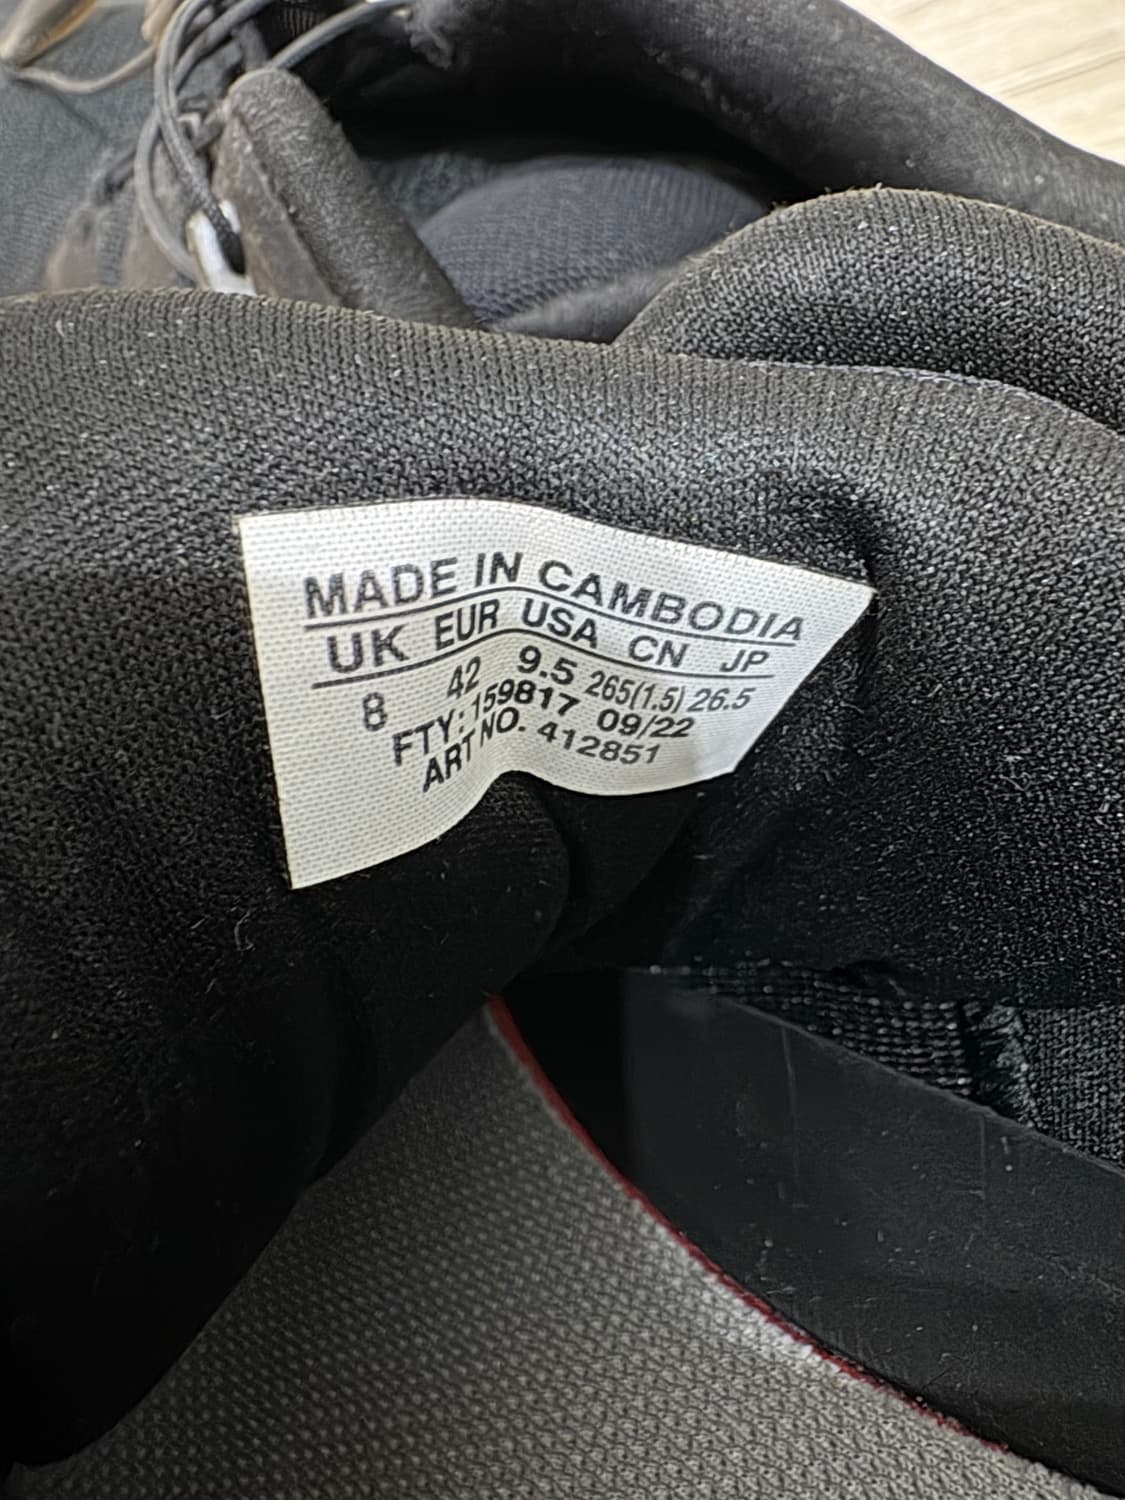 MADE IN CAMBODIA
UK EUR USA CN JP
8 42 9.5 265(1.5) 26.5
FTY: 159817 09/22
ART NO. 412851